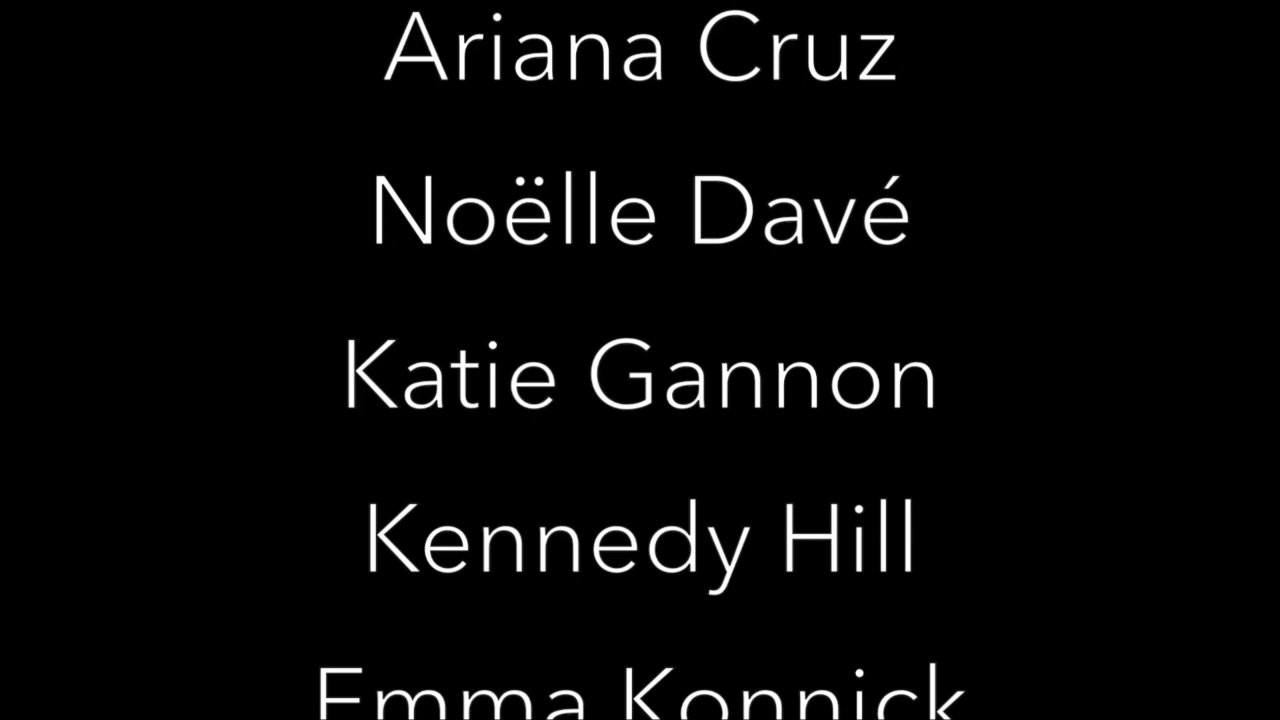 Ariana Cruz
Noëlle Davé
Katie Gannon
Kennedy Hill
Emma Konnick